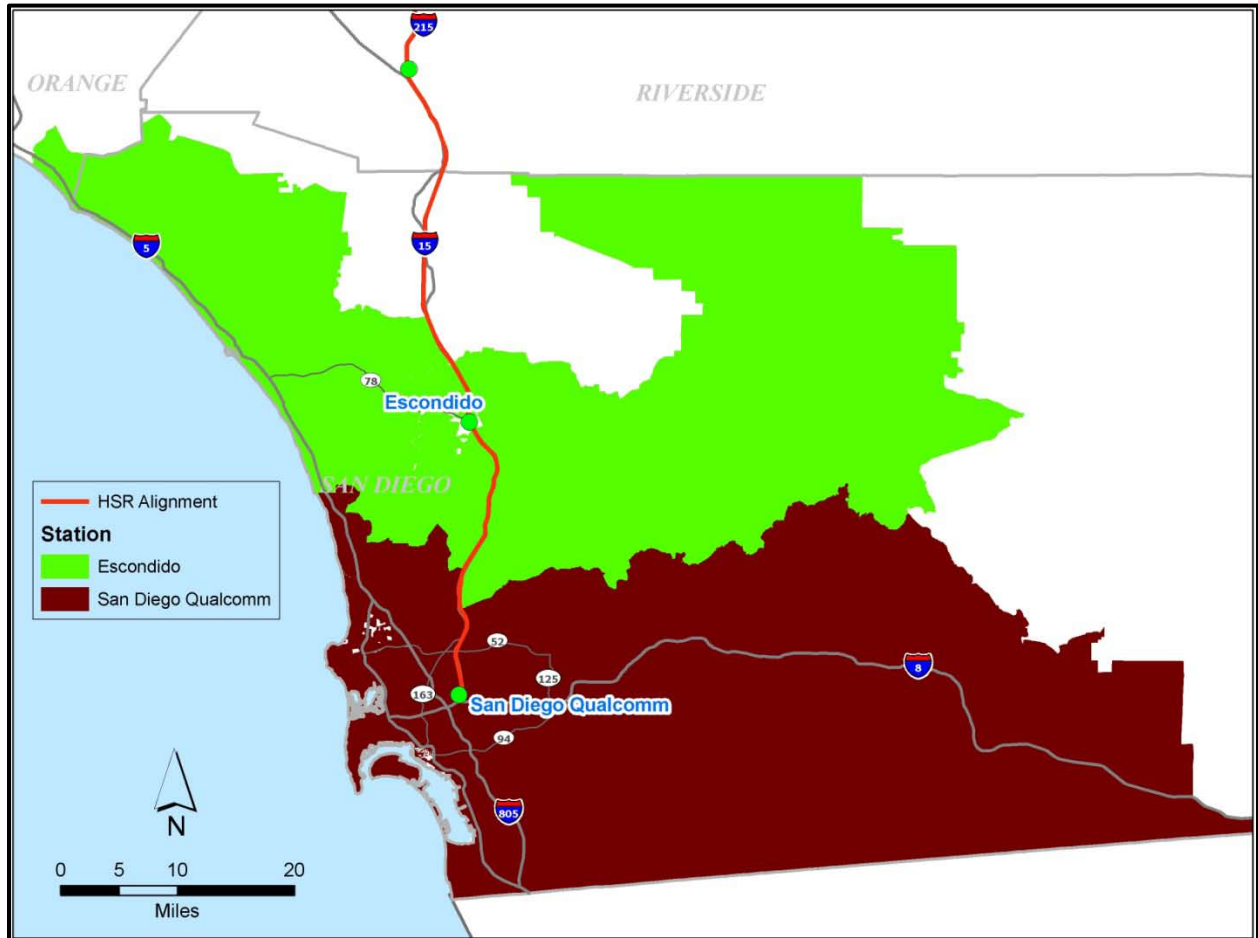 215
ORANGE
RIVERSIDE
5
15
78
Escondido
SAN DIEGO
HSR Alignment
Station
Escondido
San Diego Qualcomm
52
8
125
163
San Diego Qualcomm
94
805
N
0 5 10 20
Miles